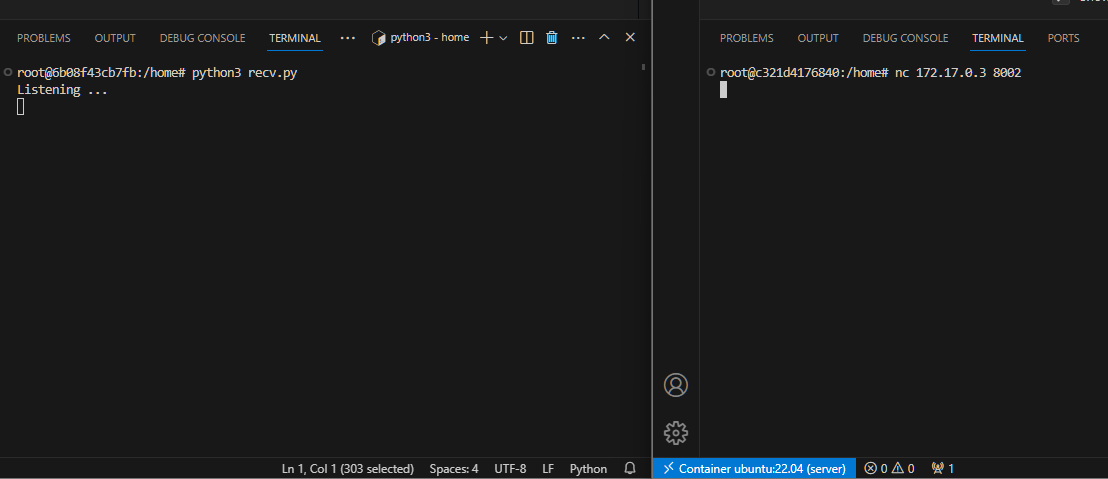 PROBLEMS OUTPUT DEBUG CONSOLE TERMINAL ... python3 - home
root@6b08f43cb7fb:/home# python3 recv.py
Listening ...
Ln 1, Col 1 (303 selected) Spaces: 4 UTF-8 LF Python
PROBLEMS OUTPUT DEBUG CONSOLE TERMINAL PORTS
root@c321d4176840:/home# nc 172.17.0.3 8002
Container ubuntu:22.04 (server) 0 0 1